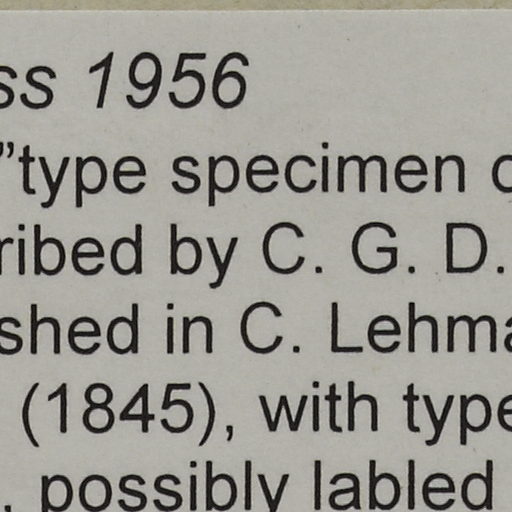 ss 1956
"type specimen
ribed by C. G. D.
shed in C. Lehma
(1845), with type
, possibly labled